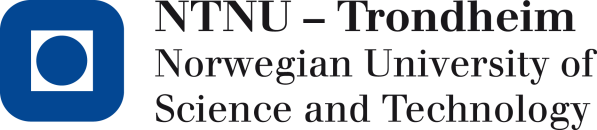 NTNU – Trondheim
Norwegian University of
Science and Technology